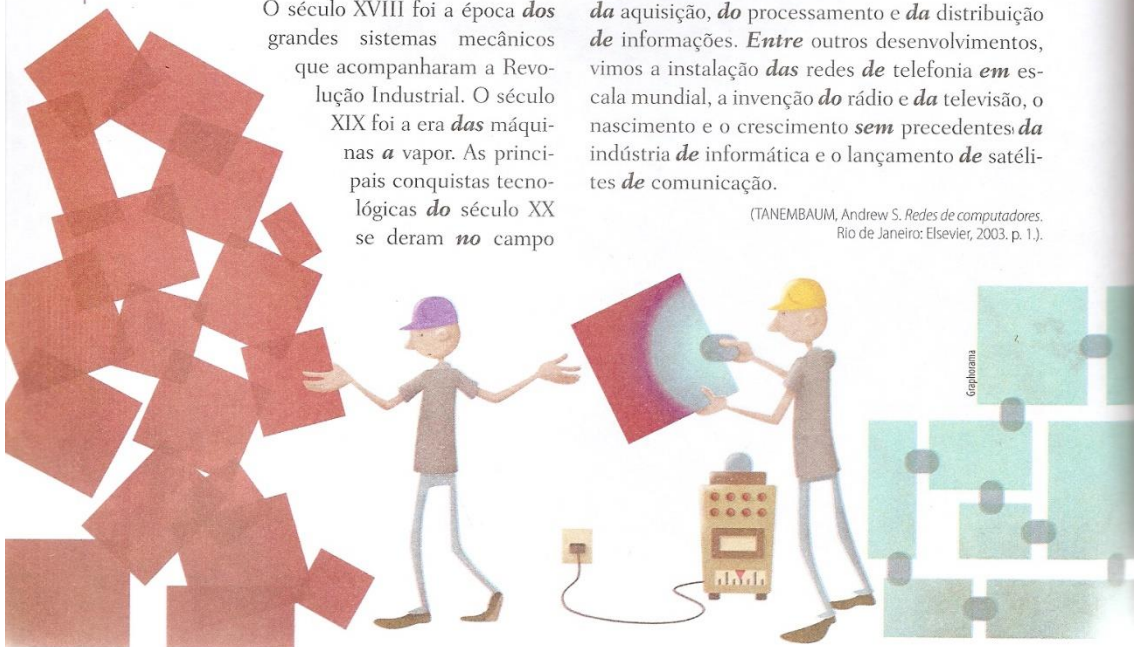 O século XVIII foi a época dos
grandes sistemas mecânicos
que acompanharam a Revo-
lução Industrial. O século
XIX foi a era das máqui-
nas a vapor. As princi-
pais conquistas tecno-
lógicas do século XX
se deram no campo
da aquisição, do processamento e da distribuição
de informações. Entre outros desenvolvimentos,
vimos a instalação das redes de telefonia em es-
cala mundial, a invenção do rádio e da televisão, o
nascimento e o crescimento sem precedentes da
indústria de informática e o lançamento de satéli-
tes de comunicação.
(TANEMBAUM, Andrew S. Redes de computadores.
Rio de Janeiro: Elsevier, 2003. p. 1.).
Graphorama